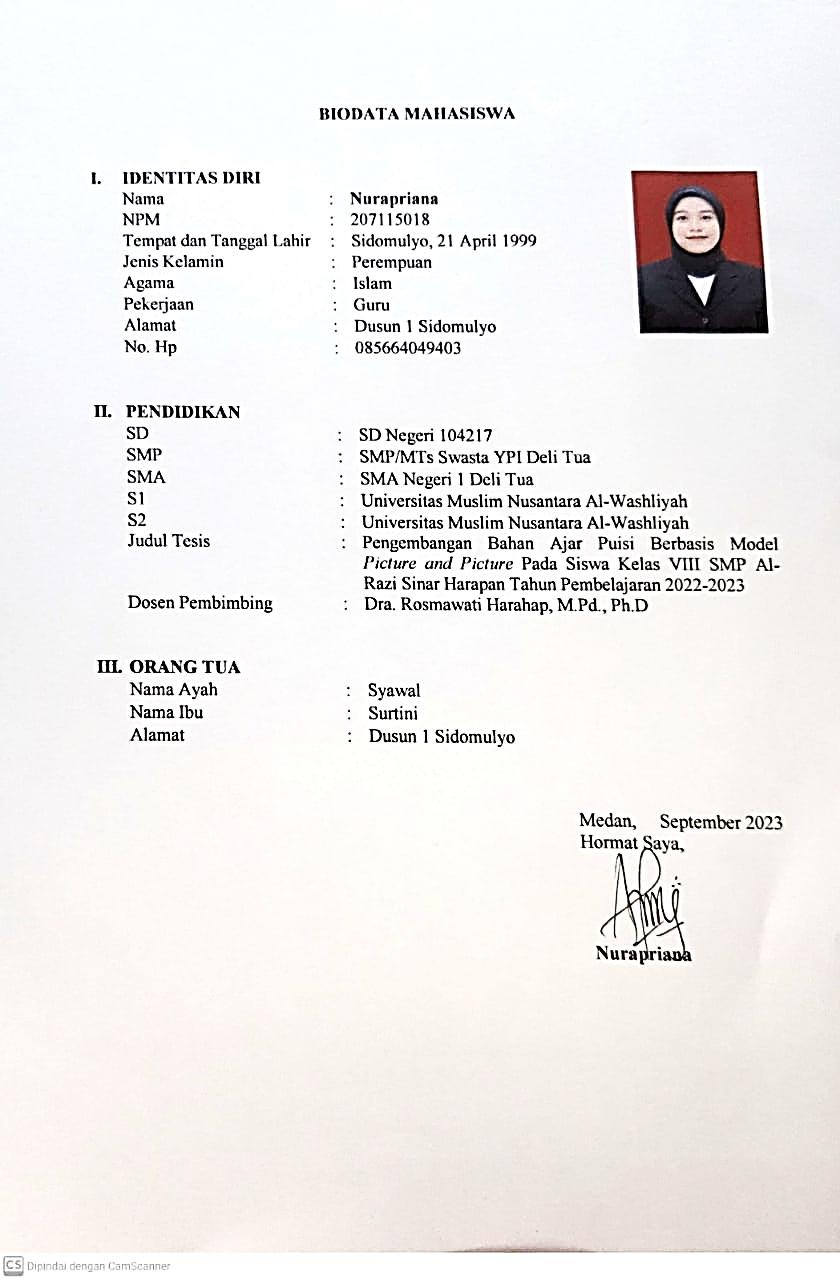 BIODATA MAHASISWA
I. IDENTITAS DIRI
Nama : Nurapriana
NPM : 207115018
Tempat dan Tanggal Lahir : Sidomulyo, 21 April 1999
Jenis Kelamin : Perempuan
Agama : Islam
Pekerjaan : Guru
Alamat : Dusun 1 Sidomulyo
No. Hp : 085664049403
II. PENDIDIKAN
SD : SD Negeri 104217
SMP : SMP/MTs Swasta YPI Deli Tua
SMA : SMA Negeri 1 Deli Tua
S1 : Universitas Muslim Nusantara Al-Washliyah
S2 : Universitas Muslim Nusantara Al-Washliyah
Judul Tesis : Pengembangan Bahan Ajar Puisi Berbasis Model
Picture and Picture Pada Siswa Kelas VIII SMP Al-
Razi Sinar Harapan Tahun Pembelajaran 2022-2023
Dosen Pembimbing : Dra. Rosmawati Harahap, M.Pd., Ph.D
III. ORANG TUA
Nama Ayah : Syawal
Nama Ibu : Surtini
Alamat : Dusun 1 Sidomulyo
Medan, September 2023
Hormat Saya,
Nurapriana
CS Dipindai dengan CamScanner